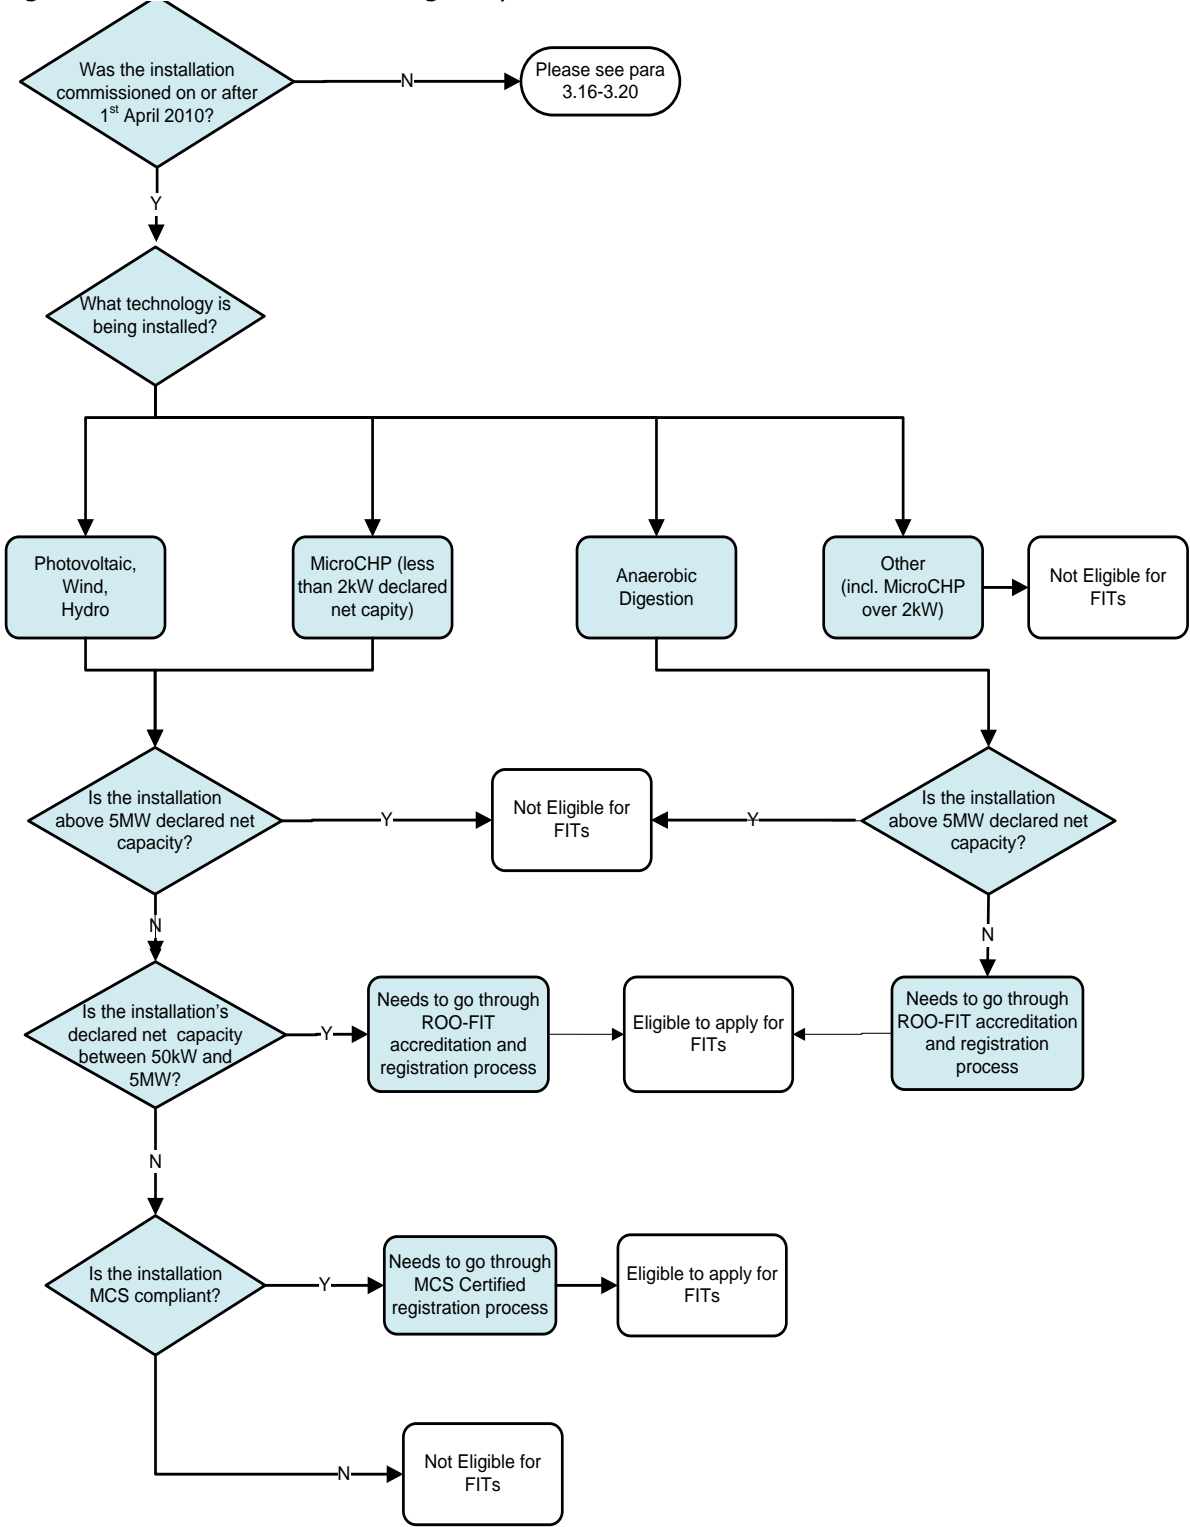 Was the installation
commissioned on or after
1st April 2010?
N
Please see para
3.16-3.20
Y
What technology is
being installed?
Photovoltaic,
Wind,
Hydro
MicroCHP (less
than 2kW declared
net capity)
Anaerobic
Digestion
Other
(incl. MicroCHP
over 2kW)
Not Eligible for
FITs
Is the installation
above 5MW declared net
capacity?
Y
Not Eligible for
FITs
Y
Is the installation
above 5MW declared net
capacity?
N
N
Is the installation's
declared net  capacity
between 50kW and
5MW?
Y
Needs to go through
ROO-FIT
accreditation and
registration process
Eligible to apply for
FITs
Needs to go through
ROO-FIT accreditation
and registration
process
N
Is the installation
MCS compliant?
Y
Needs to go through
MCS Certified
registration process
Eligible to apply for
FITs
N
Not Eligible for
FITs